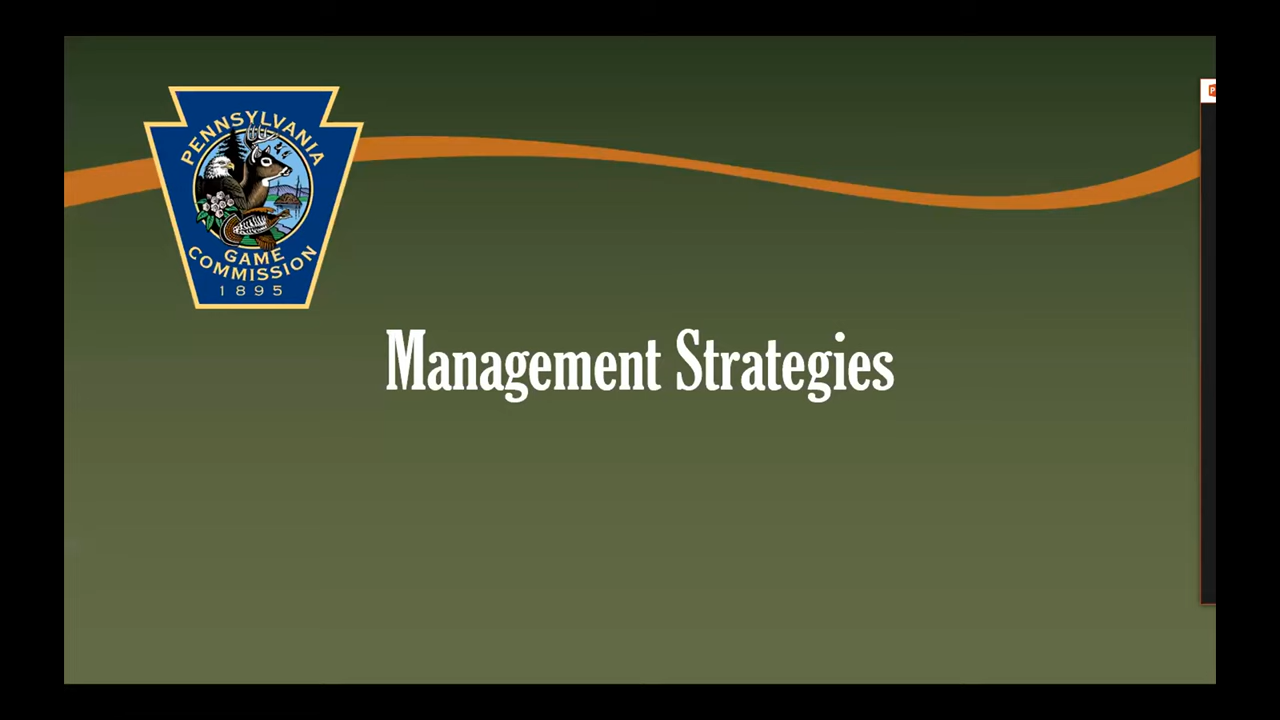 PENNSYLVANIA
GAME
COMMISSION
1895
Management Strategies